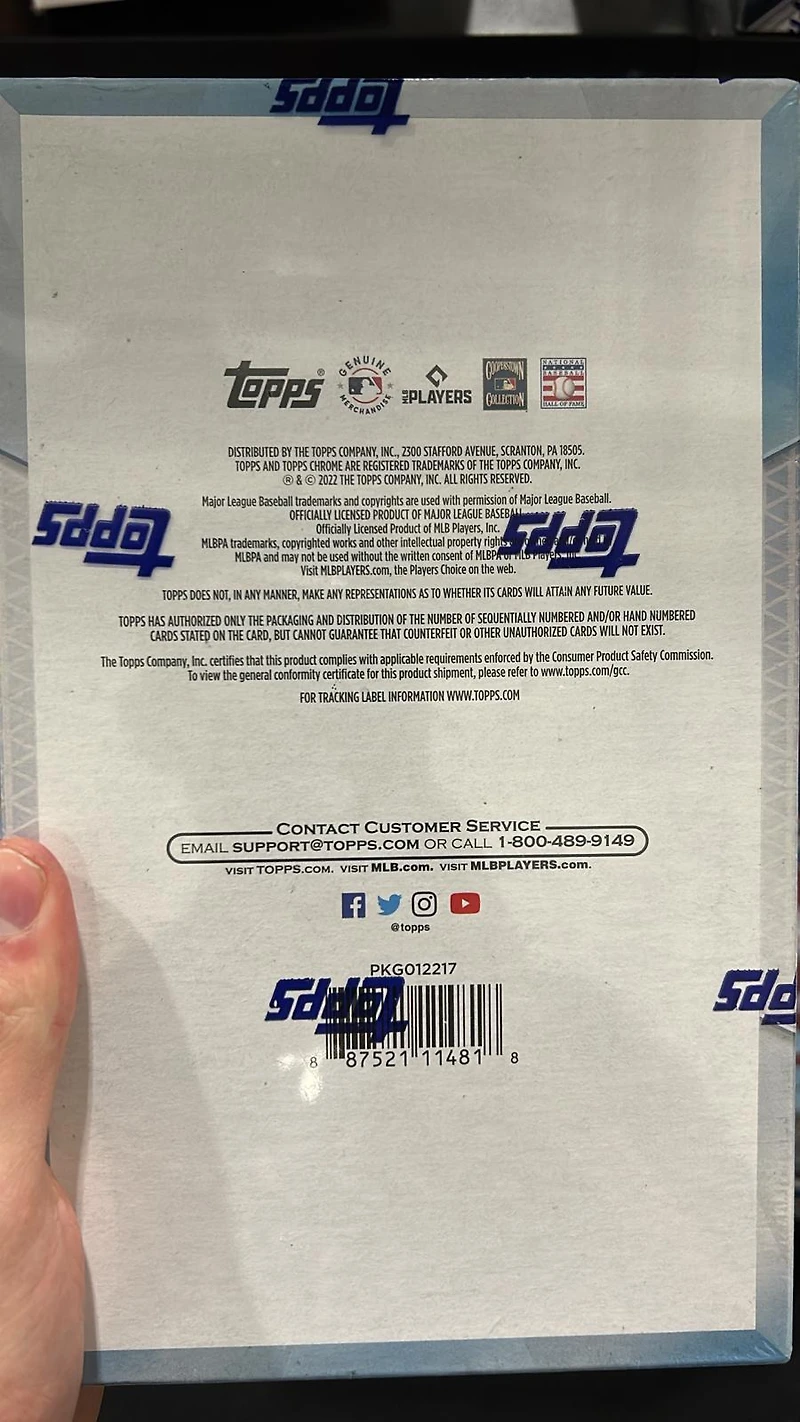 Topps
Topps®
GENUINE MERCHANDISE
MLB PLAYERS
COOPERSTOWN COLLECTION
NATIONAL BASEBALL HALL OF FAME
DISTRIBUTED BY THE TOPPS COMPANY, INC., 2300 STAFFORD AVENUE, SCRANTON, PA 18505.
TOPPS AND TOPPS CHROME ARE REGISTERED TRADEMARKS OF THE TOPPS COMPANY, INC.
® & © 2022 THE TOPPS COMPANY, INC. ALL RIGHTS RESERVED.
Major League Baseball trademarks and copyrights are used with permission of Major League Baseball.
OFFICIALLY LICENSED PRODUCT OF MAJOR LEAGUE BASEBALL
Officially Licensed Product of MLB Players, Inc.
Topps
Topps
MLBPA trademarks, copyrighted works and other intellectual property rights
MLBPA and may not be used without the written consent of MLBPA or MLB Players, Inc
Visit MLBPLAYERS.com, the Players Choice on the web.
TOPPS DOES NOT, IN ANY MANNER, MAKE ANY REPRESENTATIONS AS TO WHETHER ITS CARDS WILL ATTAIN ANY FUTURE VALUE.
TOPPS HAS AUTHORIZED ONLY THE PACKAGING AND DISTRIBUTION OF THE NUMBER OF SEQUENTIALLY NUMBERED AND/OR HAND NUMBERED
CARDS STATED ON THE CARD, BUT CANNOT GUARANTEE THAT COUNTERFEIT OR OTHER UNAUTHORIZED CARDS WILL NOT EXIST.
The Topps Company, Inc. certifies that this product complies with applicable requirements enforced by the Consumer Product Safety Commission.
To view the general conformity certificate for this product shipment, please refer to www.topps.com/gcc.
FOR TRACKING LABEL INFORMATION WWW.TOPPS.COM
CONTACT CUSTOMER SERVICE
EMAIL SUPPORT@TOPPS.COM OR CALL 1-800-489-9149
VISIT TOPPS.COM. VISIT MLB.com. VISIT MLBPLAYERS.com.
@topps
PKG012217
Topps
8 87521 11481 8